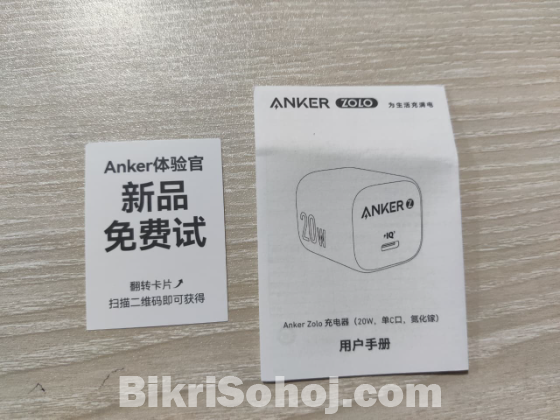 Anker体验官
新品
免费试
翻转卡片
扫描二维码即可获得
ANKER ZOLO 为生活充满电
20W
ANKER Z
IQ
Anker Zolo 充电器（20W、单C口、氮化镓）
用户手册
BikriSohoj.com